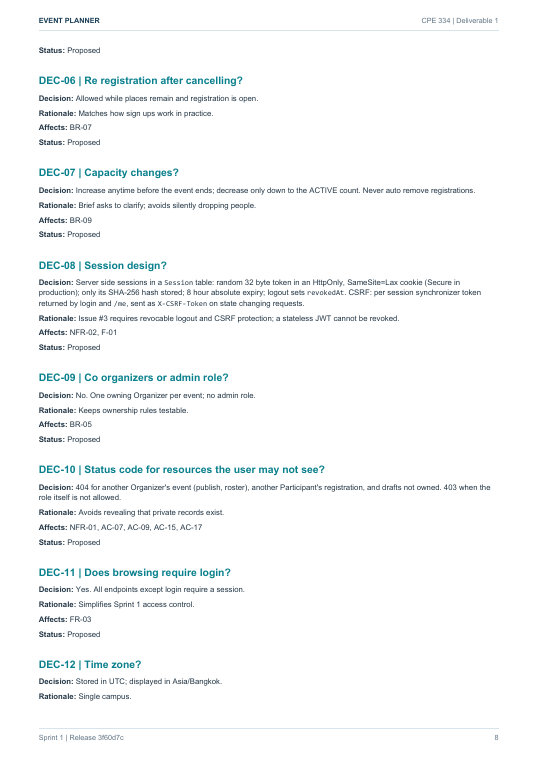 EVENT PLANNER
CPE 334 | Deliverable 1
Status: Proposed
DEC-06 | Re registration after cancelling?
Decision: Allowed while places remain and registration is open.
Rationale: Matches how sign ups work in practice.
Affects: BR-07
Status: Proposed
DEC-07 | Capacity changes?
Decision: Increase anytime before the event ends; decrease only down to the ACTIVE count. Never auto remove registrations.
Rationale: Brief asks to clarify; avoids silently dropping people.
Affects: BR-09
Status: Proposed
DEC-08 | Session design?
Decision: Server side sessions in a Session table: random 32 byte token in an HttpOnly, SameSite=Lax cookie (Secure in
production); only its SHA-256 hash stored; 8 hour absolute expiry; logout sets revokedAt. CSRF: per session synchronizer token
returned by login and /me, sent as X-CSRF-Token on state changing requests.
Rationale: Issue #3 requires revocable logout and CSRF protection; a stateless JWT cannot be revoked.
Affects: NFR-02, F-01
Status: Proposed
DEC-09 | Co organizers or admin role?
Decision: No. One owning Organizer per event; no admin role.
Rationale: Keeps ownership rules testable.
Affects: BR-05
Status: Proposed
DEC-10 | Status code for resources the user may not see?
Decision: 404 for another Organizer's event (publish, roster), another Participant's registration, and drafts not owned. 403 when the
role itself is not allowed.
Rationale: Avoids revealing that private records exist.
Affects: NFR-01, AC-07, AC-09, AC-15, AC-17
Status: Proposed
DEC-11 | Does browsing require login?
Decision: Yes. All endpoints except login require a session.
Rationale: Simplifies Sprint 1 access control.
Affects: FR-03
Status: Proposed
DEC-12 | Time zone?
Decision: Stored in UTC; displayed in Asia/Bangkok.
Rationale: Single campus.
Sprint 1 | Release 3f60d7c
8